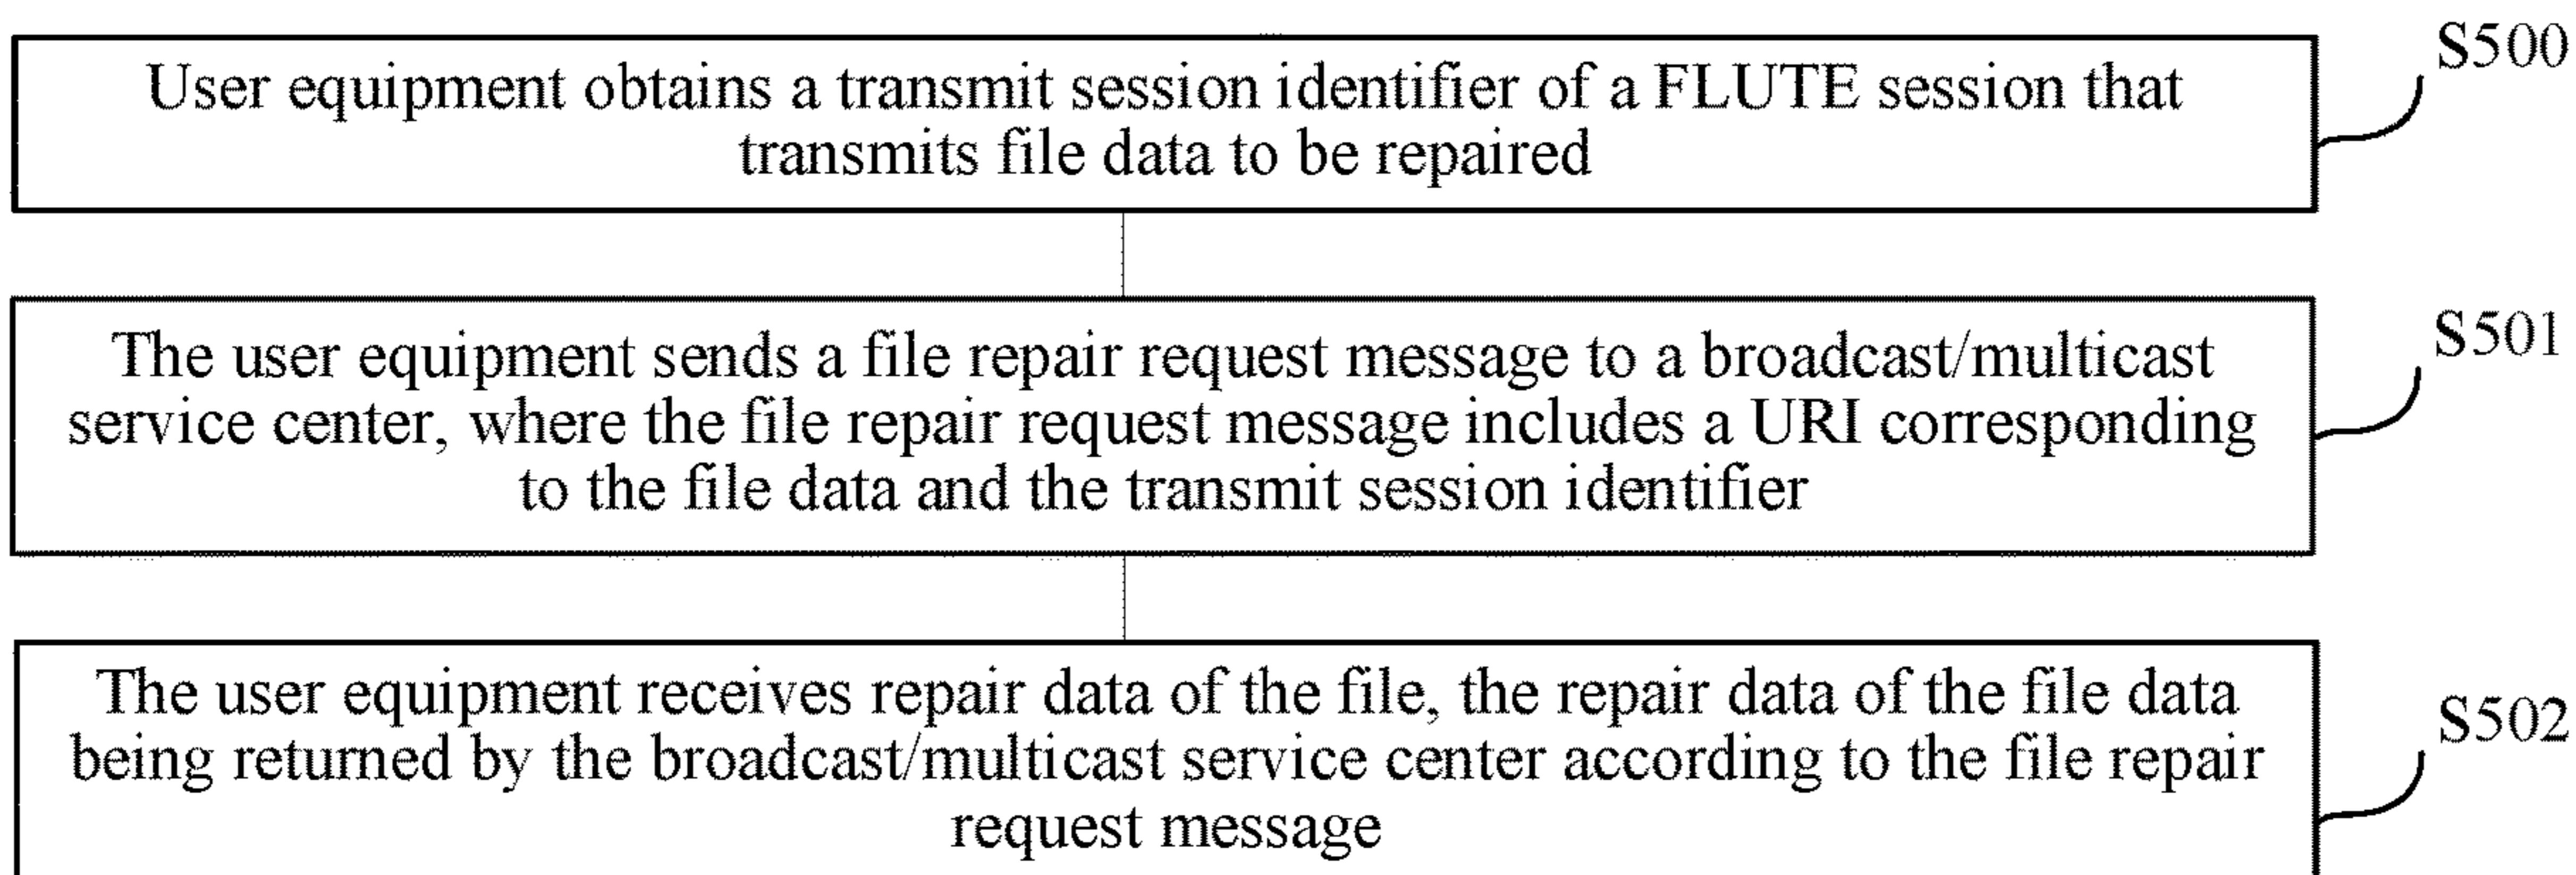 User equipment obtains a transmit session identifier of a FLUTE session that
transmits file data to be repaired
S500
The user equipment sends a file repair request message to a broadcast/multicast
service center, where the file repair request message includes a URI corresponding
to the file data and the transmit session identifier
S501
The user equipment receives repair data of the file, the repair data of the file data
being returned by the broadcast/multicast service center according to the file repair
request message
S502